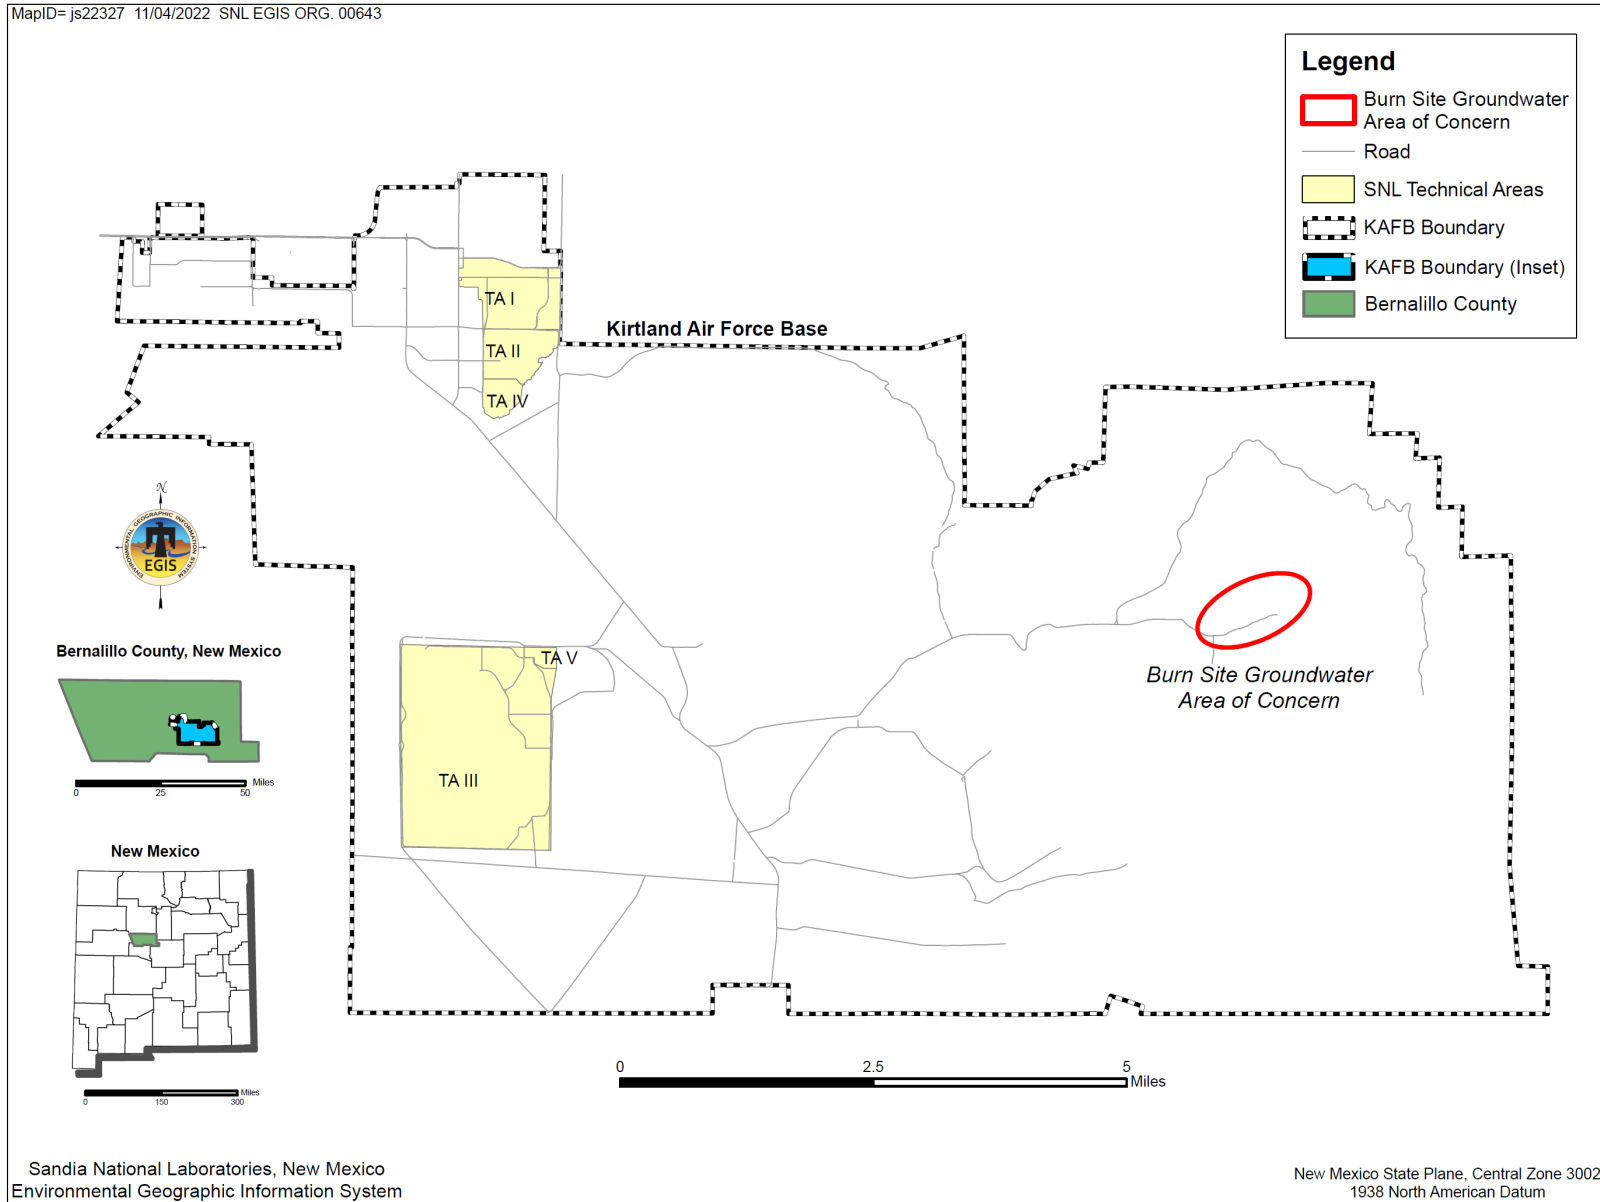 MapID= js22327 11/04/2022 SNL EGIS ORG. 00643
Legend
Burn Site Groundwater
Area of Concern
Road
SNL Technical Areas
KAFB Boundary
KAFB Boundary (Inset)
Bernalillo County
TA I
Kirtland Air Force Base
TA II
TA IV
N
ENVIRONMENTAL GEOGRAPHIC INFORMATION SYSTEM
EGIS
Bernalillo County, New Mexico
Miles
0 25 50
TA V
Burn Site Groundwater
Area of Concern
TA III
New Mexico
Miles
0 150 300
0 2.5 5
Miles
Sandia National Laboratories, New Mexico
Environmental Geographic Information System
New Mexico State Plane, Central Zone 3002
1938 North American Datum